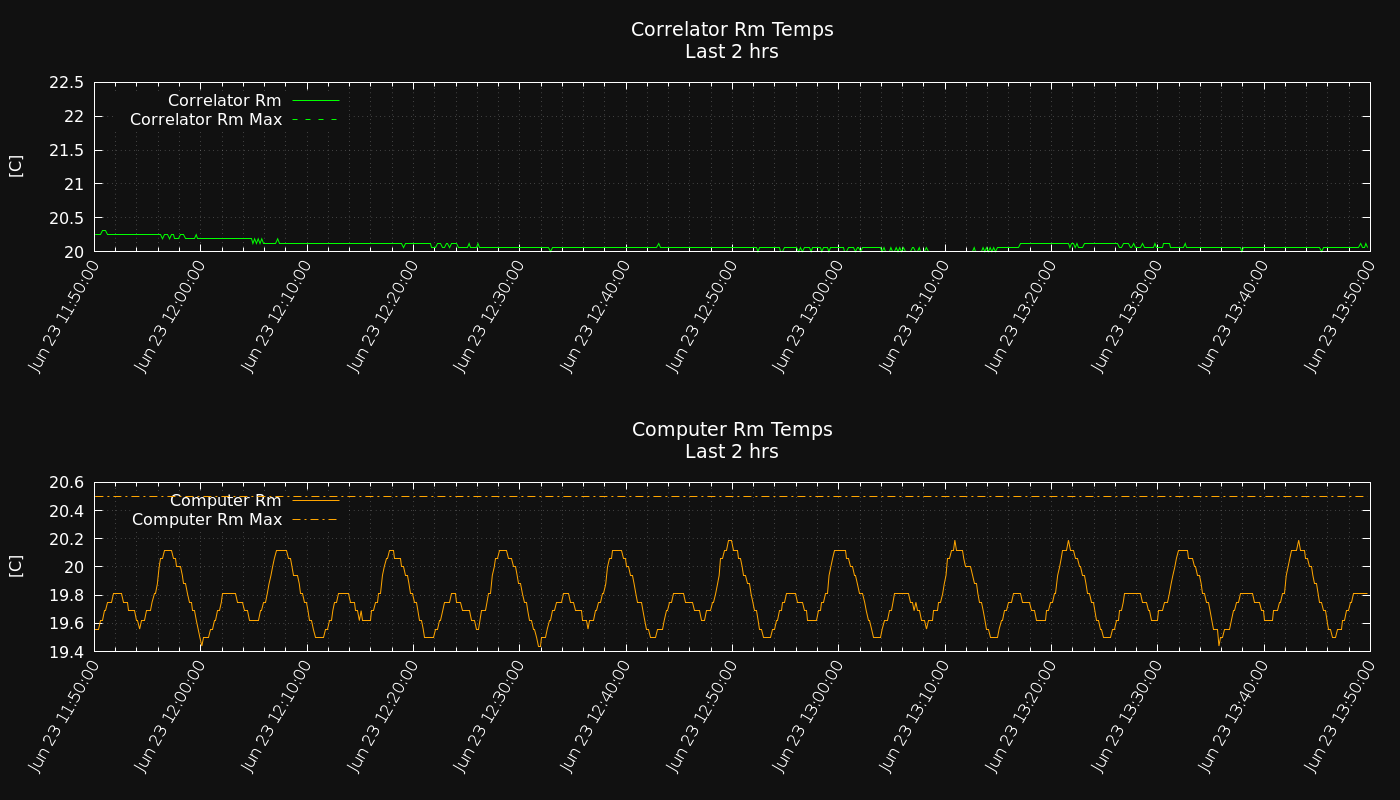 Correlator Rm Temps
Last 2 hrs
[C]
22.5
22
21.5
21
20.5
20
Correlator Rm
Correlator Rm Max
Jun 23 11:50:00
Jun 23 12:00:00
Jun 23 12:10:00
Jun 23 12:20:00
Jun 23 12:30:00
Jun 23 12:40:00
Jun 23 12:50:00
Jun 23 13:00:00
Jun 23 13:10:00
Jun 23 13:20:00
Jun 23 13:30:00
Jun 23 13:40:00
Jun 23 13:50:00
Computer Rm Temps
Last 2 hrs
[C]
20.6
20.4
20.2
20
19.8
19.6
19.4
Computer Rm
Computer Rm Max
Jun 23 11:50:00
Jun 23 12:00:00
Jun 23 12:10:00
Jun 23 12:20:00
Jun 23 12:30:00
Jun 23 12:40:00
Jun 23 12:50:00
Jun 23 13:00:00
Jun 23 13:10:00
Jun 23 13:20:00
Jun 23 13:30:00
Jun 23 13:40:00
Jun 23 13:50:00